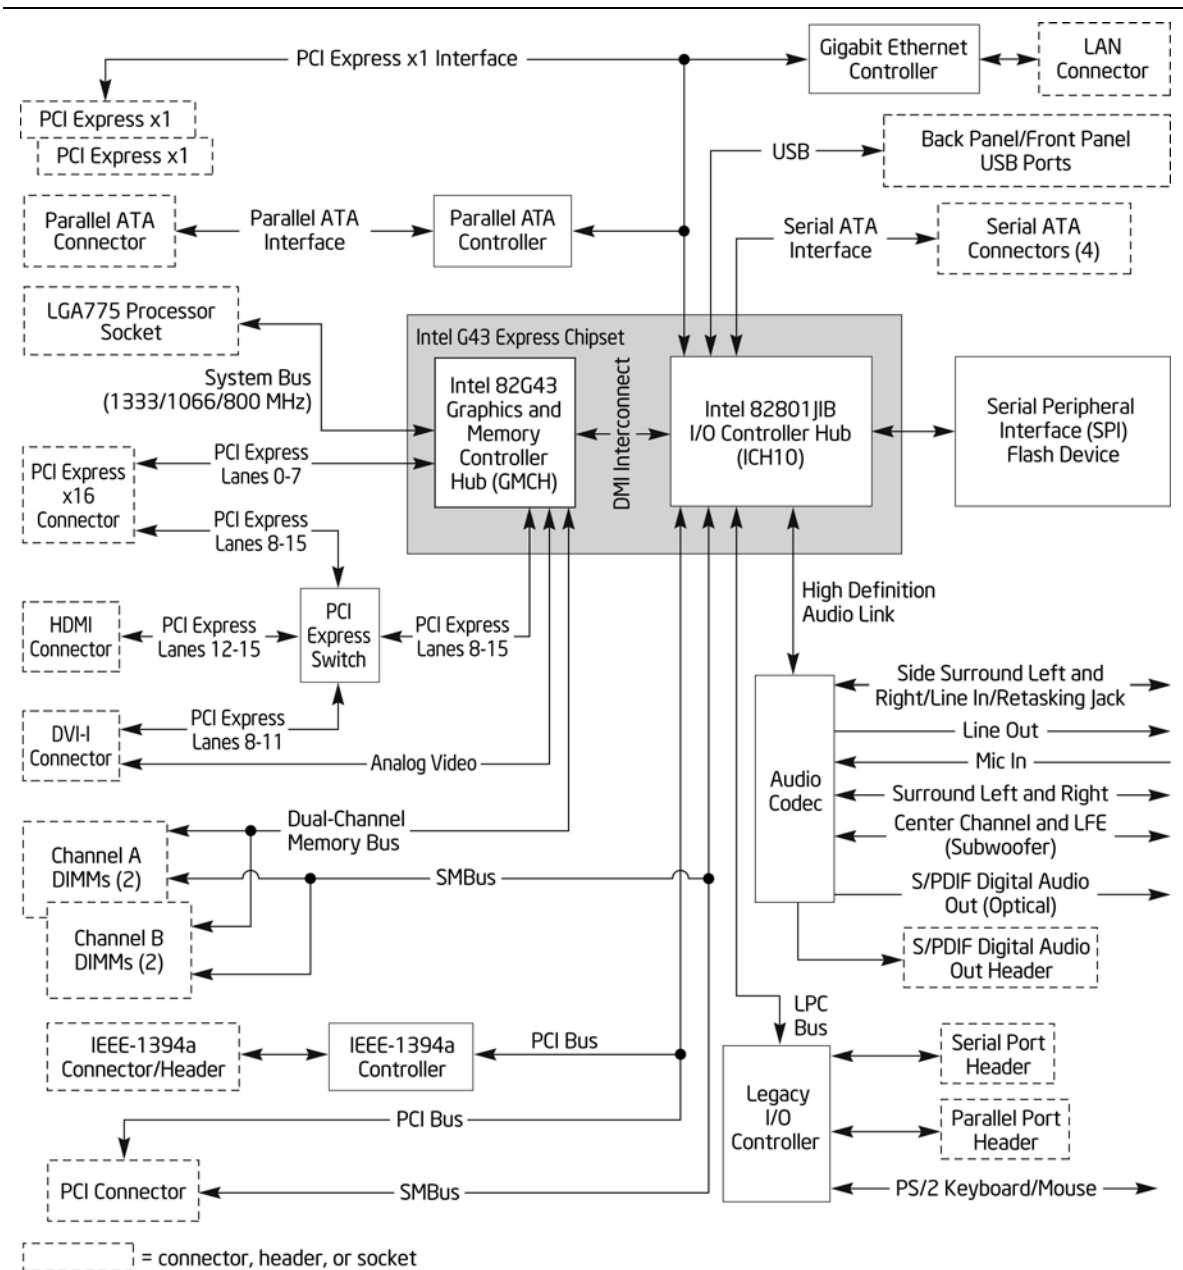 PCI Express x1 Interface
Gigabit Ethernet
Controller
LAN
Connector
PCI Express x1
PCI Express x1
USB
Back Panel/Front Panel
USB Ports
Parallel ATA
Connector
Parallel ATA
Interface
Parallel ATA
Controller
Serial ATA
Interface
Serial ATA
Connectors (4)
LGA775 Processor
Socket
Intel G43 Express Chipset
System Bus
(1333/1066/800 MHz)
Intel 82G43
Graphics and
Memory
Controller
Hub (GMCH)
DMI Interconnect
Intel 82801JIB
I/O Controller Hub
(ICH10)
Serial Peripheral
Interface (SPI)
Flash Device
PCI Express
x16
Connector
PCI Express
Lanes 0-7
PCI Express
Lanes 8-15
High Definition
Audio Link
HDMI
Connector
PCI Express
Lanes 12-15
PCI
Express
Switch
PCI Express
Lanes 8-15
DVI-I
Connector
PCI Express
Lanes 8-11
Analog Video
Audio
Codec
Side Surround Left and
Right/Line In/Retasking Jack
Line Out
Mic In
Surround Left and Right
Center Channel and LFE
(Subwoofer)
S/PDIF Digital Audio
Out (Optical)
S/PDIF Digital Audio
Out Header
Dual-Channel
Memory Bus
Channel A
DIMMs (2)
SMBus
Channel B
DIMMs (2)
LPC
Bus
IEEE-1394a
Connector/Header
IEEE-1394a
Controller
PCI Bus
Serial Port
Header
Legacy
I/O
Controller
Parallel Port
Header
PCI Bus
PCI Connector
SMBus
PS/2 Keyboard/Mouse
= connector, header, or socket